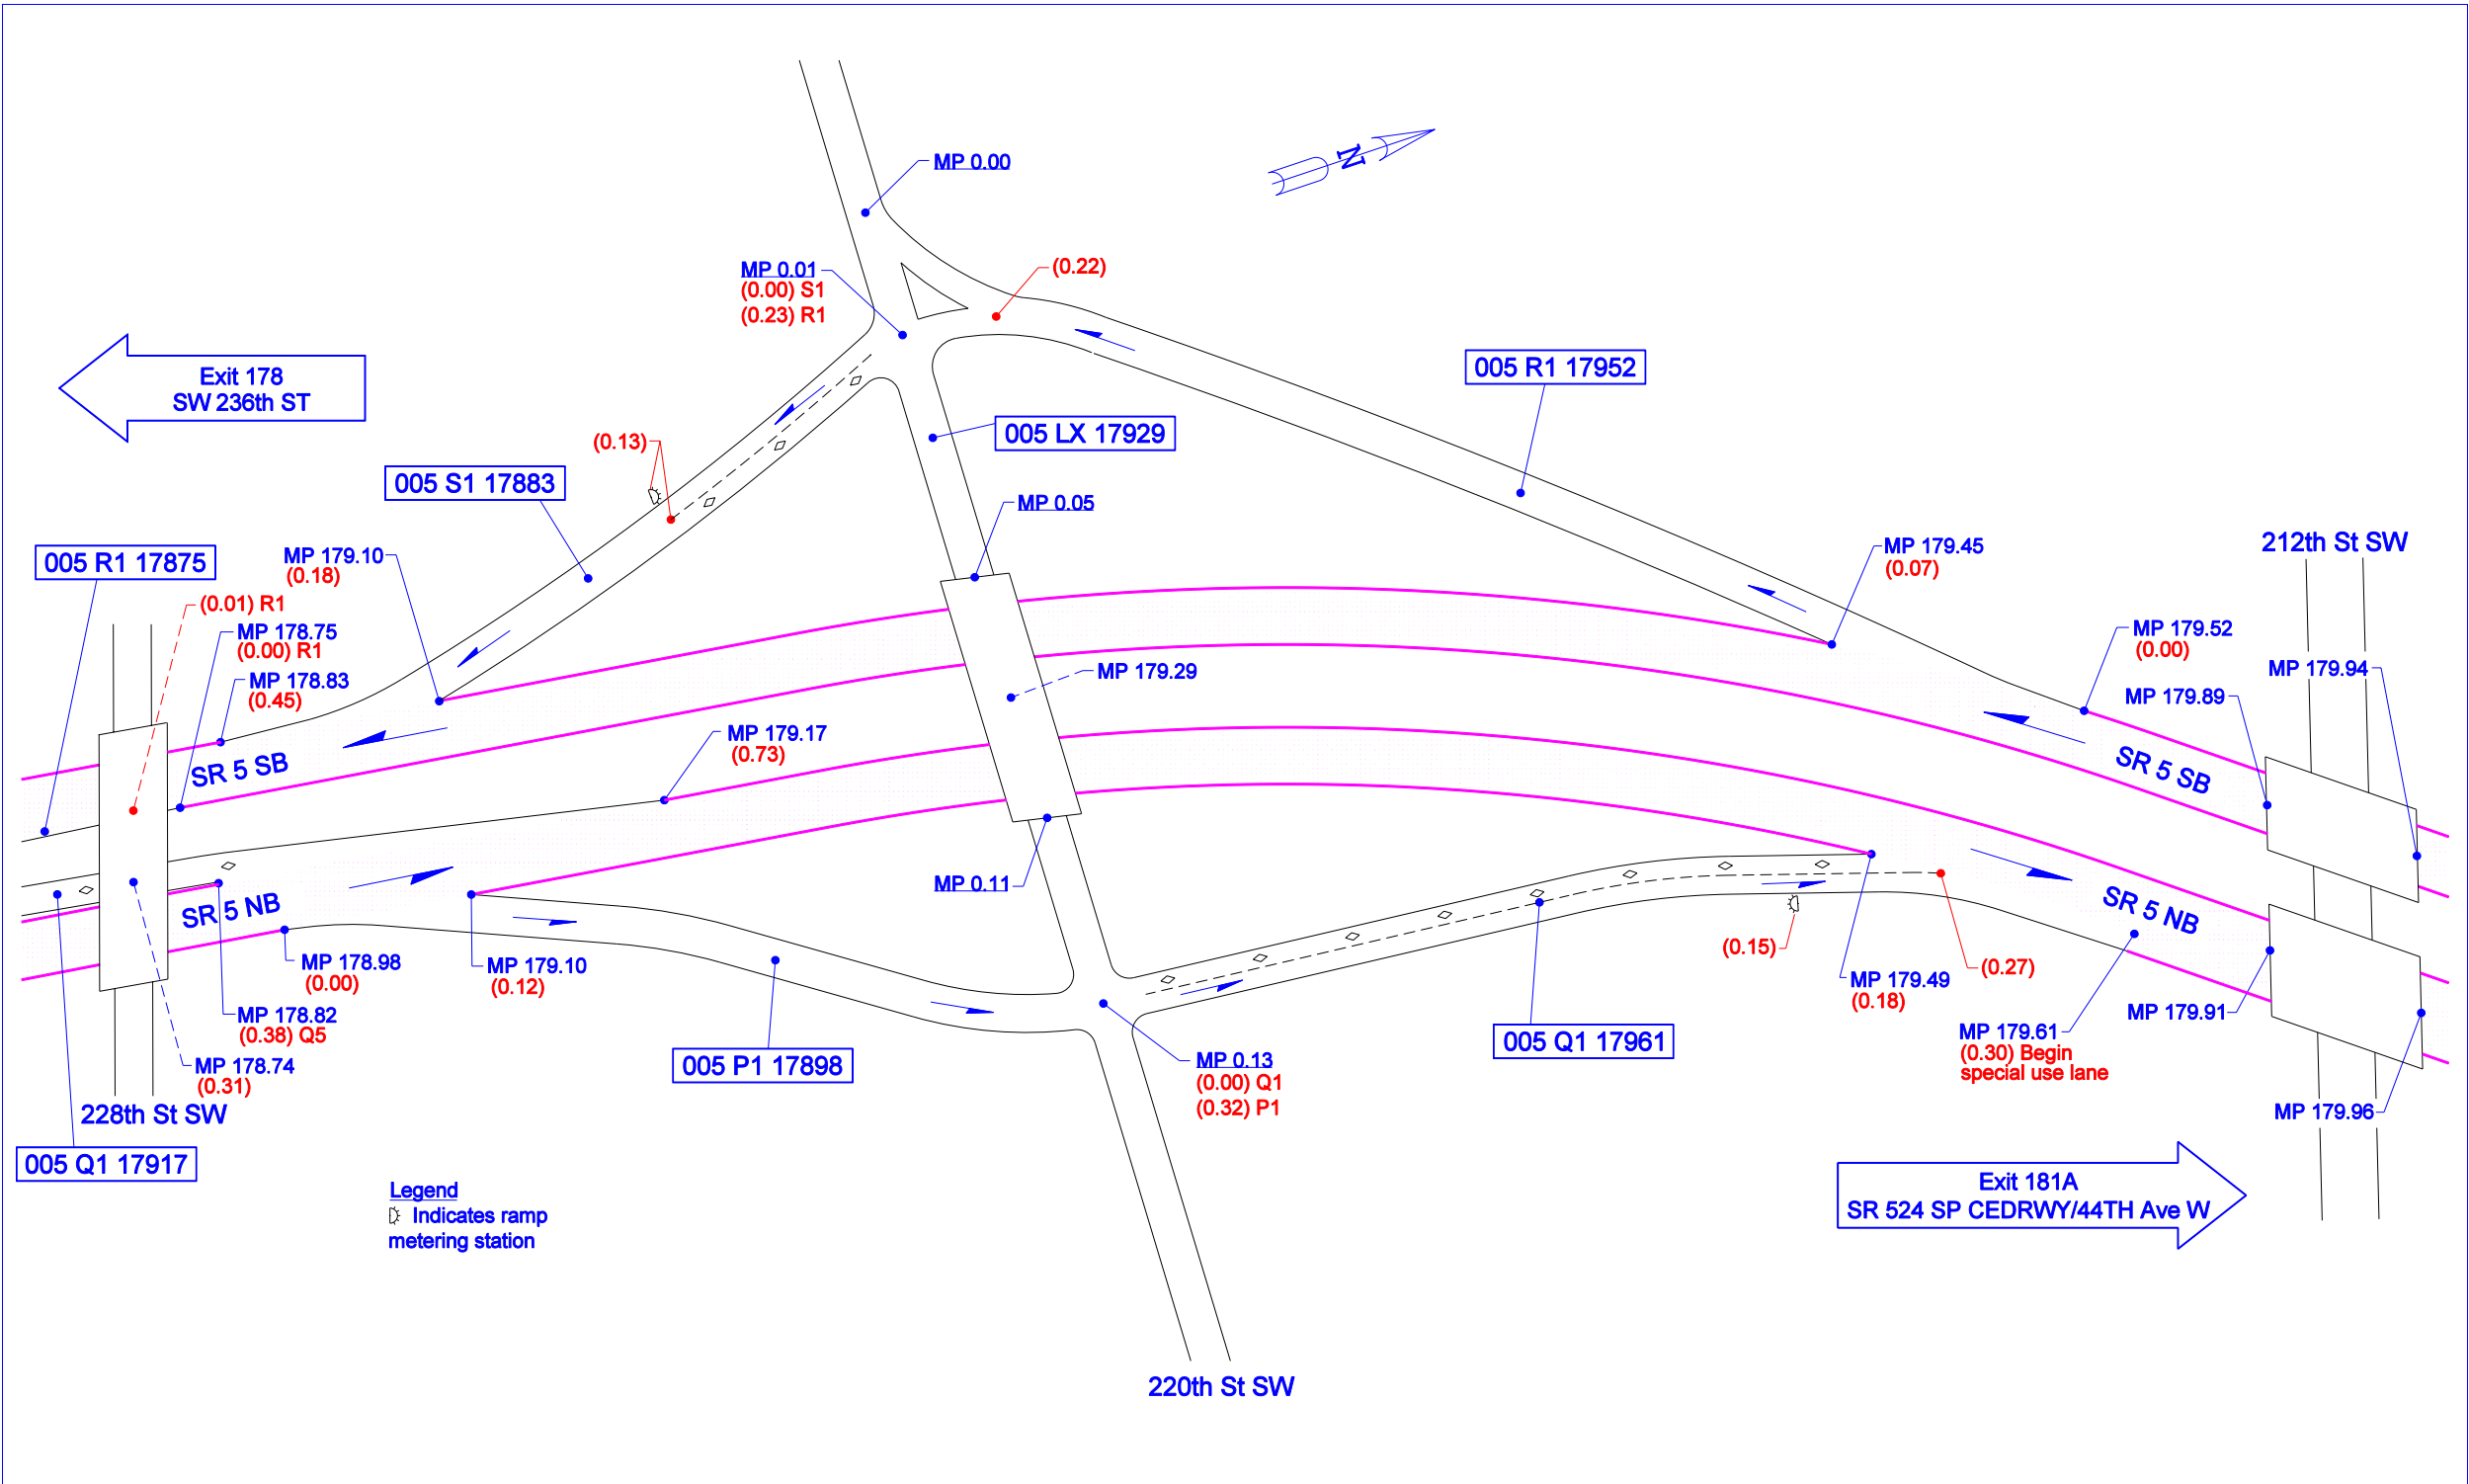 MP 0.00
N
MP 0.01
(0.00) S1
(0.23) R1
(0.22)
Exit 178
SW 236th ST
005 R1 17952
005 LX 17929
(0.13)
005 S1 17883
MP 0.05
005 R1 17875
MP 179.10
(0.18)
MP 179.45
(0.07)
212th St SW
(0.01) R1
MP 178.75
(0.00) R1
MP 178.83
(0.45)
MP 179.52
(0.00)
MP 179.94
MP 179.89
MP 179.29
MP 179.17
(0.73)
SR 5 SB
SR 5 SB
MP 0.11
SR 5 NB
SR 5 NB
MP 178.98
(0.00)
MP 179.10
(0.12)
(0.15)
(0.27)
MP 179.49
(0.18)
MP 178.82
(0.38) Q5
MP 179.91
MP 179.61
(0.30) Begin
special use lane
005 Q1 17961
MP 178.74
(0.31)
005 P1 17898
MP 0.13
(0.00) Q1
(0.32) P1
228th St SW
MP 179.96
005 Q1 17917
Exit 181A
SR 524 SP CEDRWY/44TH Ave W
Legend
Indicates ramp
metering station
220th St SW